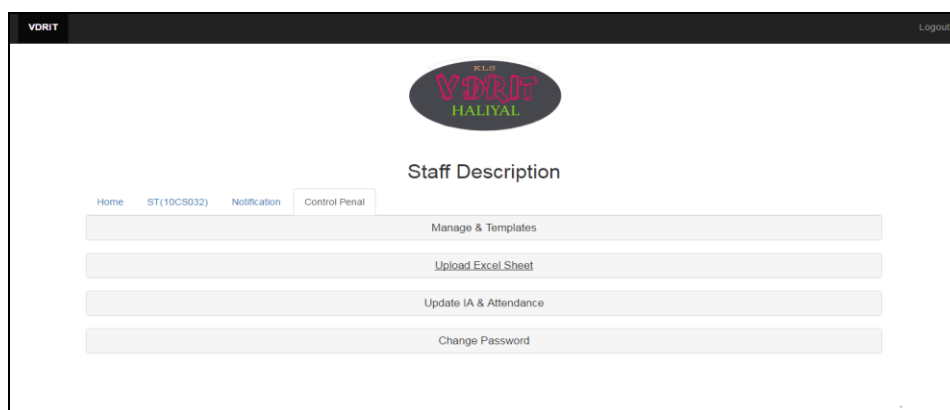 VDRIT Logout
KLS
VDRIT
HALIYAL
Staff Description
Home ST(10CS032) Notification Control Penal
Manage & Templates
Upload Excel Sheet
Update IA & Attendance
Change Password